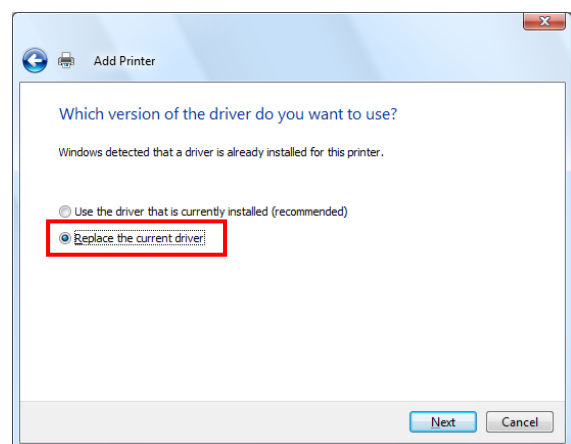 Add Printer
Which version of the driver do you want to use?
Windows detected that a driver is already installed for this printer.
Use the driver that is currently installed (recommended)
Replace the current driver
Next Cancel